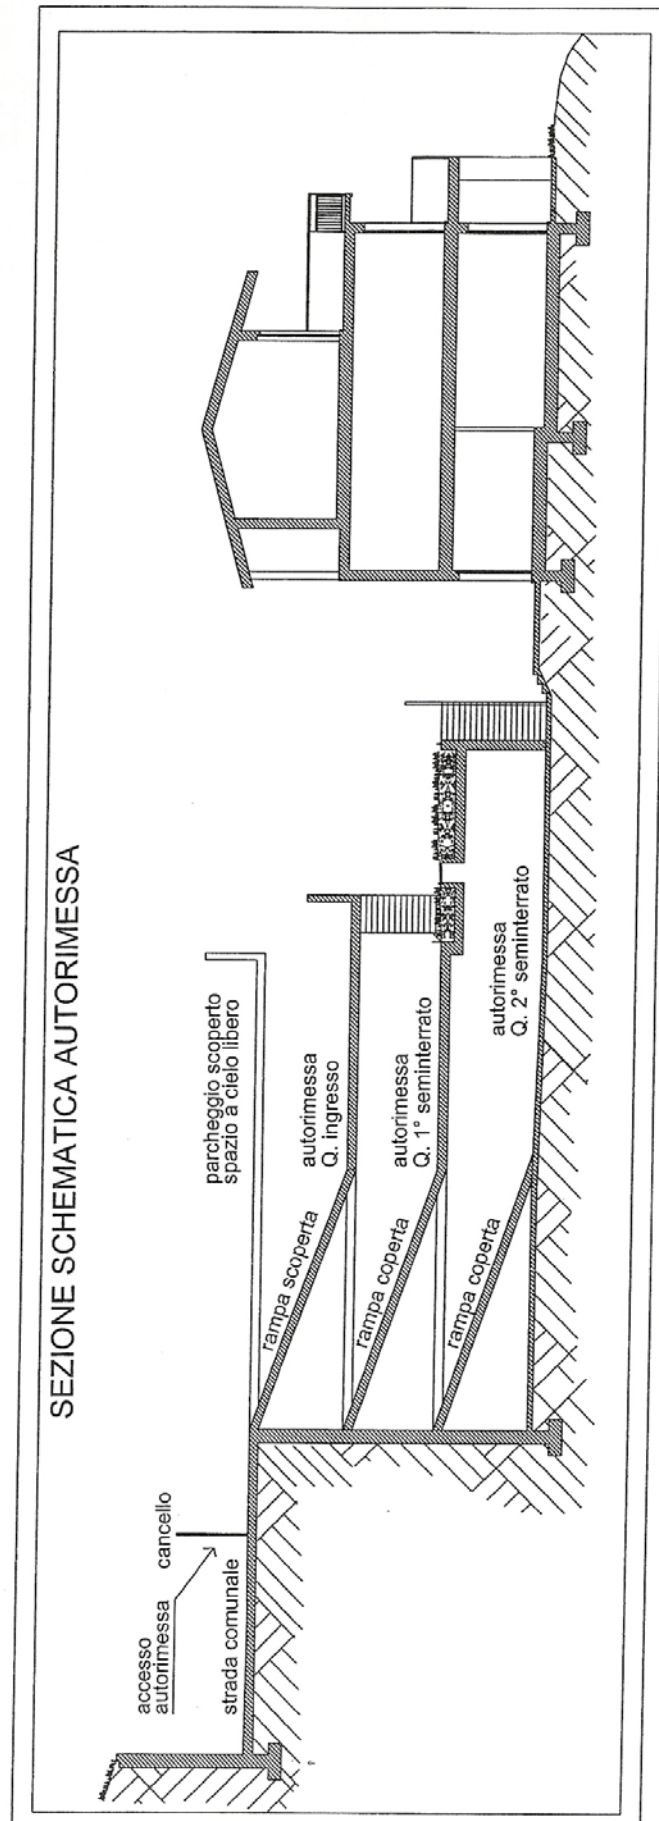 SEZIONE SCHEMATICA AUTORIMESSA
accesso
autorimessa
cancello
strada comunale
parcheggio scoperto
spazio a cielo libero
rampa scoperta
autorimessa
Q. ingresso
rampa coperta
autorimessa
Q. 1° seminterrato
rampa coperta
autorimessa
Q. 2° seminterrato